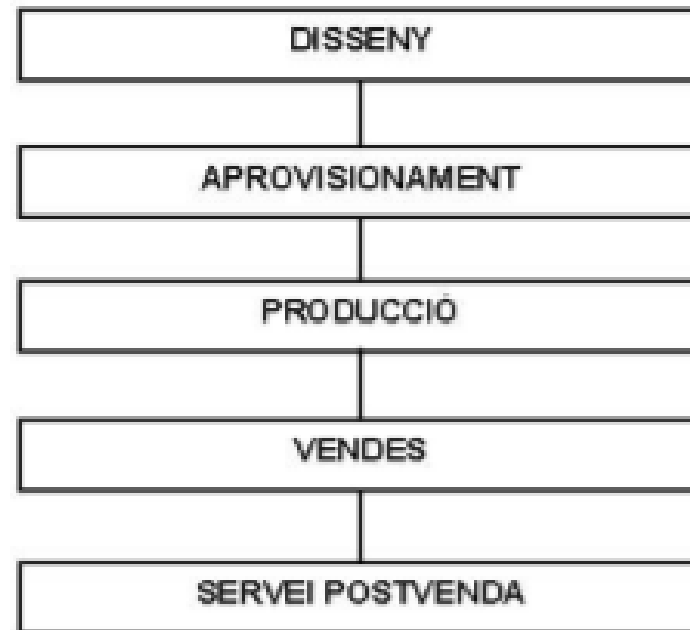 DISSENY
APROVISIONAMENT
PRODUCCIÓ
VENDES
SERVEI POSTVENDA